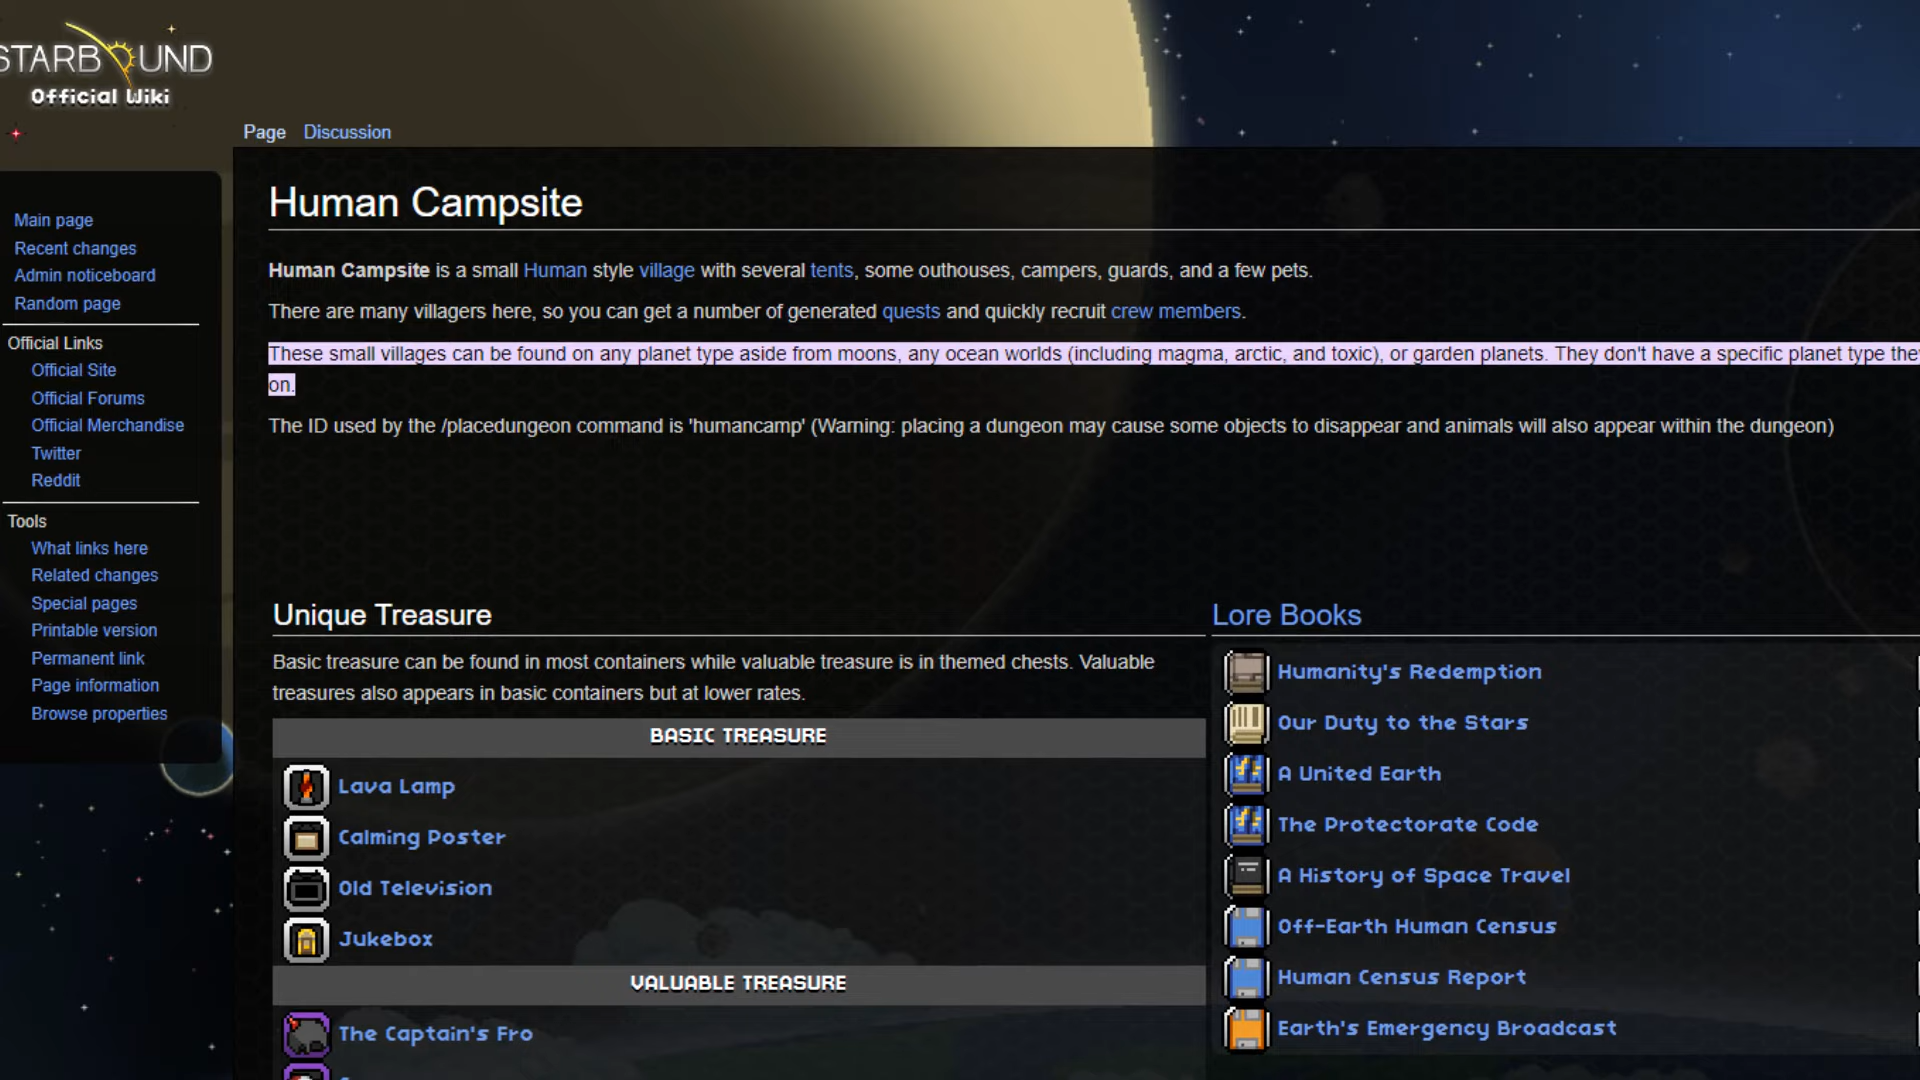 STARBOUND
Official Wiki
Page Discussion
Human Campsite
Human Campsite is a small Human style village with several tents, some outhouses, campers, guards, and a few pets.
There are many villagers here, so you can get a number of generated quests and quickly recruit crew members.
These small villages can be found on any planet type aside from moons, any ocean worlds (including magma, arctic, and toxic), or garden planets. They don't have a specific planet type
on.
The ID used by the /placedungeon command is 'humancamp' (Warning: placing a dungeon may cause some objects to disappear and animals will also appear within the dungeon)
Main page
Recent changes
Admin noticeboard
Random page
Official Links
Official Site
Official Forums
Official Merchandise
Twitter
Reddit
Tools
What links here
Related changes
Special pages
Printable version
Permanent link
Page information
Browse properties
Unique Treasure
Basic treasure can be found in most containers while valuable treasure is in themed chests. Valuable
treasures also appears in basic containers but at lower rates.
BASIC TREASURE
Lava Lamp
Calming Poster
Old Television
Jukebox
VALUABLE TREASURE
The Captain's Fro
Lore Books
Humanity's Redemption
Our Duty to the Stars
A United Earth
The Protectorate Code
A History of Space Travel
Off-Earth Human Census
Human Census Report
Earth's Emergency Broadcast